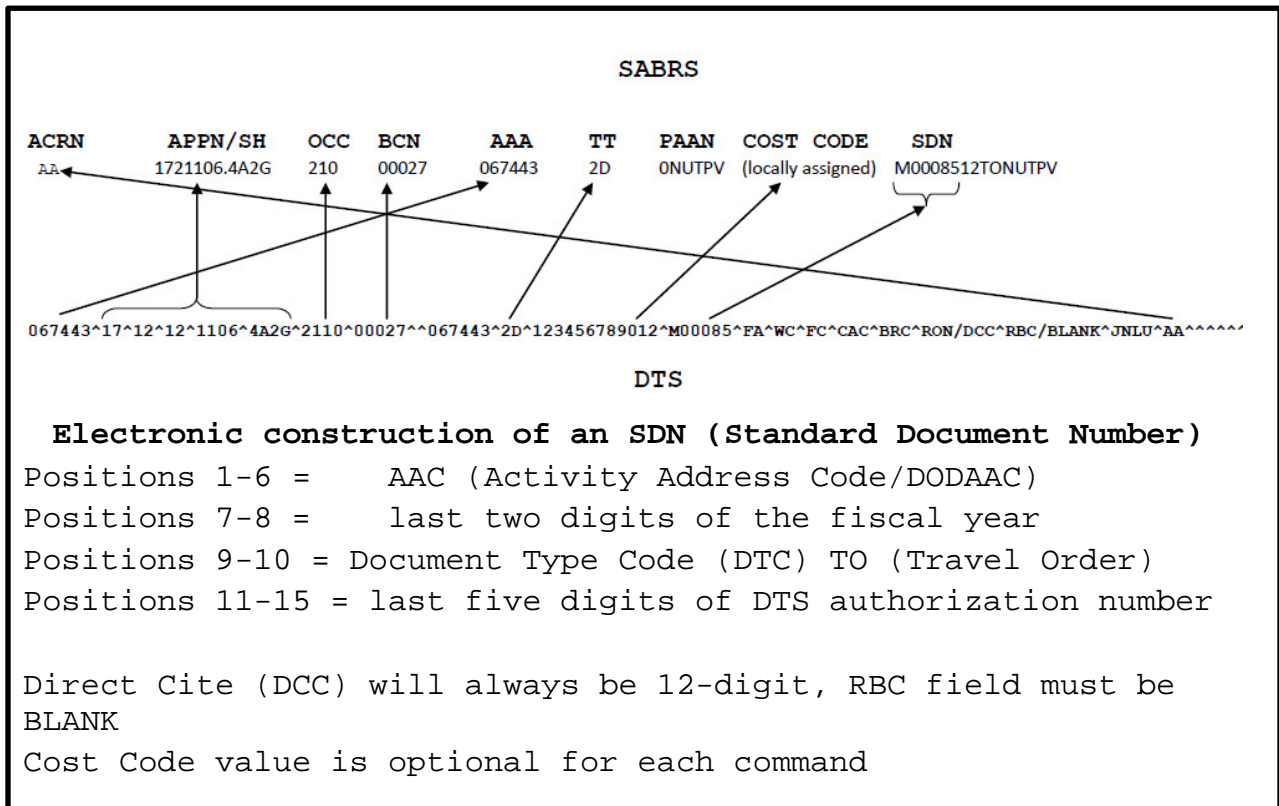 SABRS
ACRN APPN/SH OCC BCN AAA TT PAAN COST CODE SDN
AA 1721106.4A2G 210 00027 067443 2D 0NUTPV (locally assigned) M0008512TONUTPV
067443^17^12^12^1106^4A2G^2110^00027^^067443^2D^123456789012^M00085^FA^WC^FC^CAC^BRC^RON/DCC^RBC/BLANK^JNLU^AA^^^^^^
DTS
Electronic construction of an SDN (Standard Document Number)
Positions 1-6 = AAC (Activity Address Code/DODAAC)
Positions 7-8 = last two digits of the fiscal year
Positions 9-10 = Document Type Code (DTC) TO (Travel Order)
Positions 11-15 = last five digits of DTS authorization number
Direct Cite (DCC) will always be 12-digit, RBC field must be
BLANK
Cost Code value is optional for each command